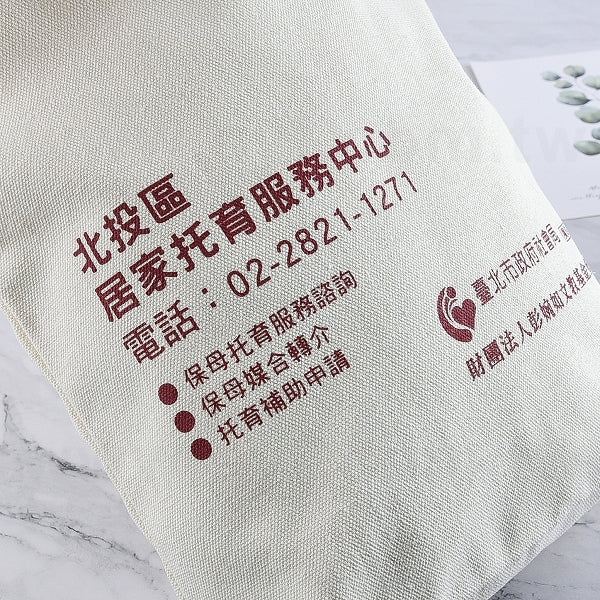 北投區
居家托育服務中心
電話：02-2821-1271
●保母托育服務諮詢
●保母媒合轉介
●托育補助申請
臺北市政府社會局
財團法人彭婉如文教基金